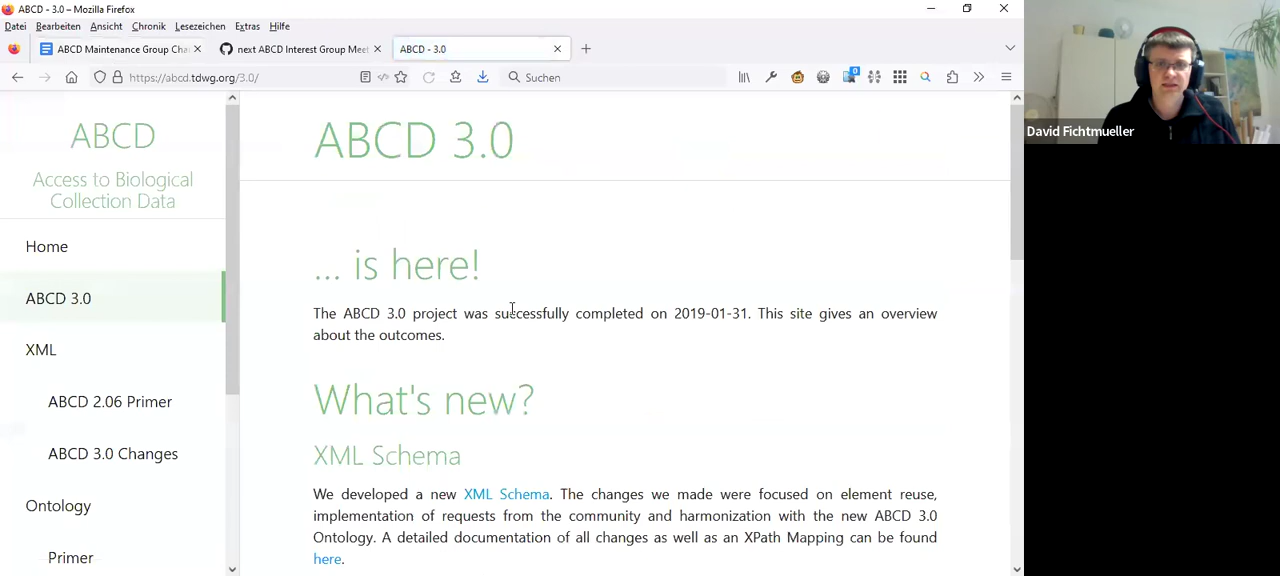 ABCD - 3.0 – Mozilla Firefox
Datei Bearbeiten Ansicht Chronik Lesezeichen Extras Hilfe
ABCD Maintenance Group Cha
next ABCD Interest Group Meet
ABCD - 3.0
https://abcd.tdwg.org/3.0/
Suchen
0
ABCD
Access to Biological
Collection Data
Home
ABCD 3.0
XML
ABCD 2.06 Primer
ABCD 3.0 Changes
Ontology
Primer
ABCD 3.0
... is here!
The ABCD 3.0 project was successfully completed on 2019-01-31. This site gives an overview
about the outcomes.
What's new?
XML Schema
We developed a new XML Schema. The changes we made were focused on element reuse,
implementation of requests from the community and harmonization with the new ABCD 3.0
Ontology. A detailed documentation of all changes as well as an XPath Mapping can be found
here.
David Fichtmueller